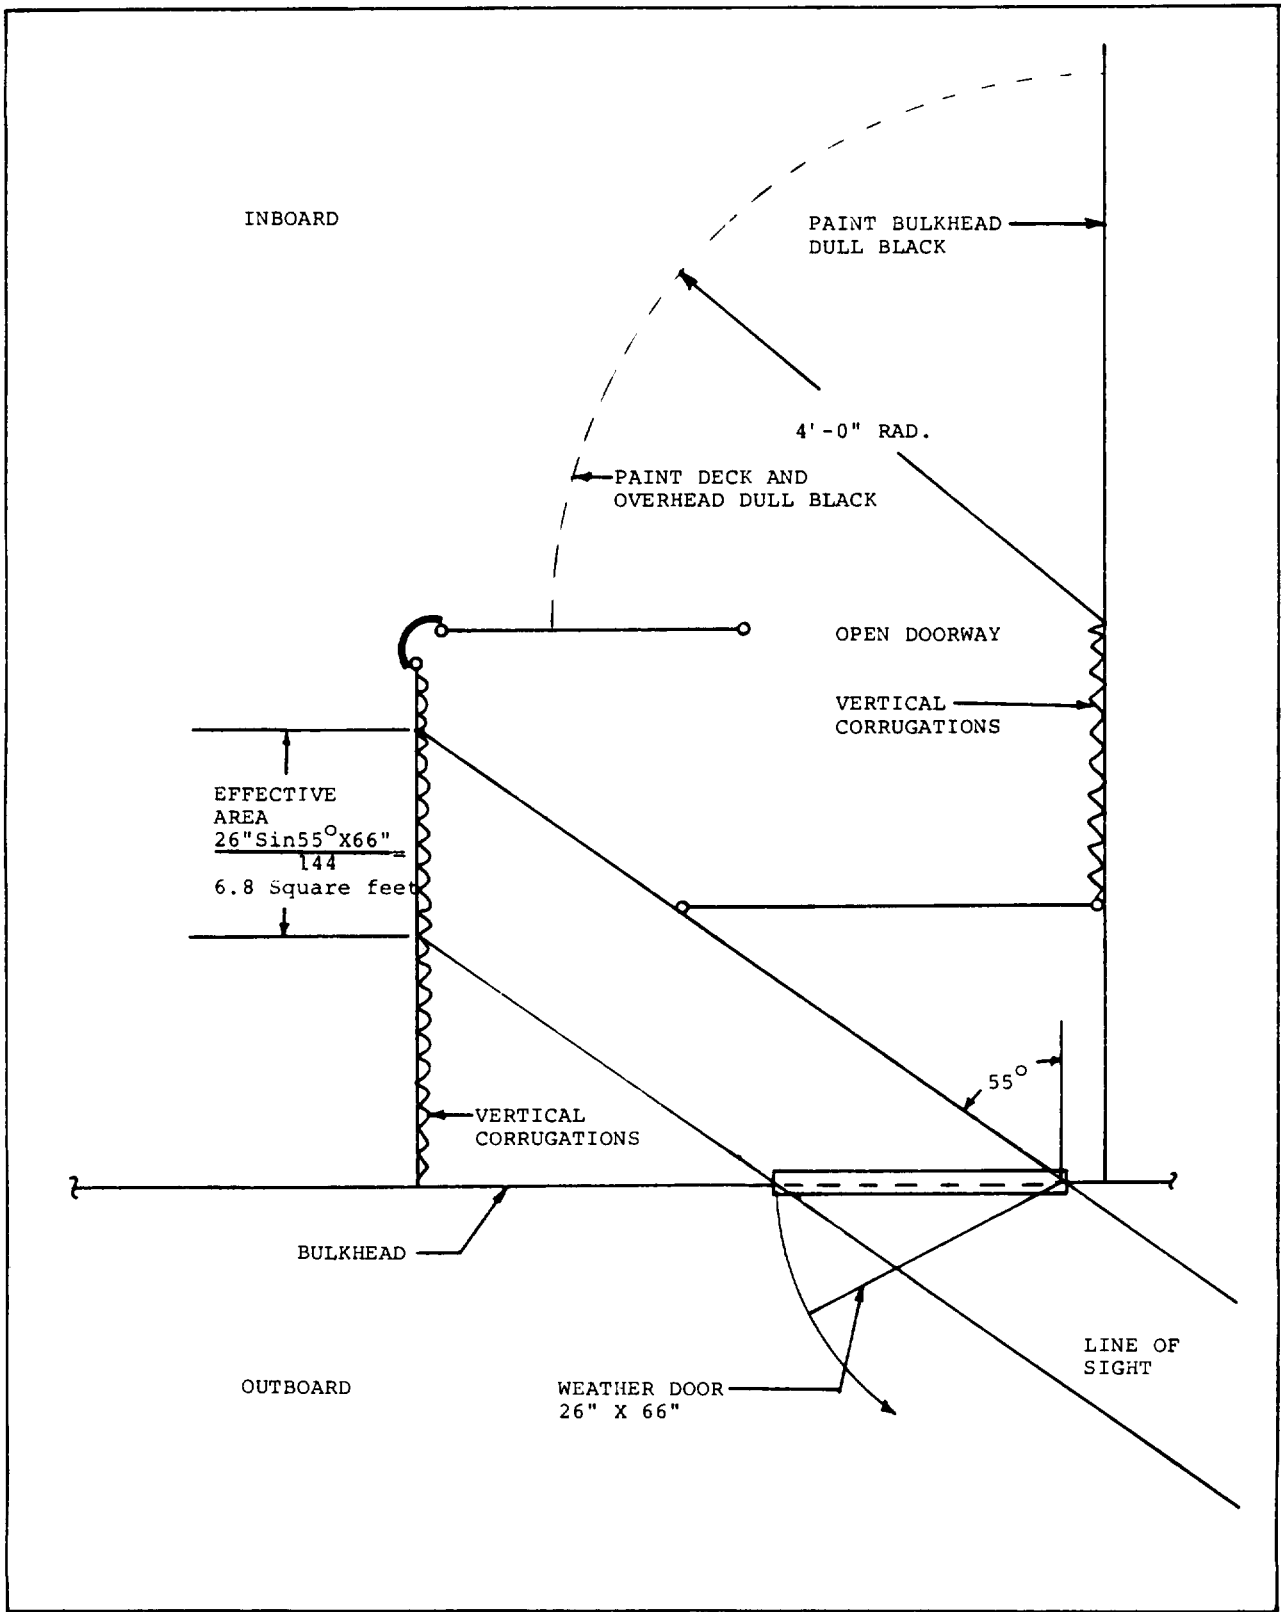 INBOARD
PAINT BULKHEAD
DULL BLACK
4'-0" RAD.
PAINT DECK AND
OVERHEAD DULL BLACK
OPEN DOORWAY
VERTICAL
CORRUGATIONS
EFFECTIVE
AREA
26"Sin55°X66"
144
=
6.8 Square feet
55°
VERTICAL
CORRUGATIONS
BULKHEAD
LINE OF
SIGHT
OUTBOARD
WEATHER DOOR
26" X 66"